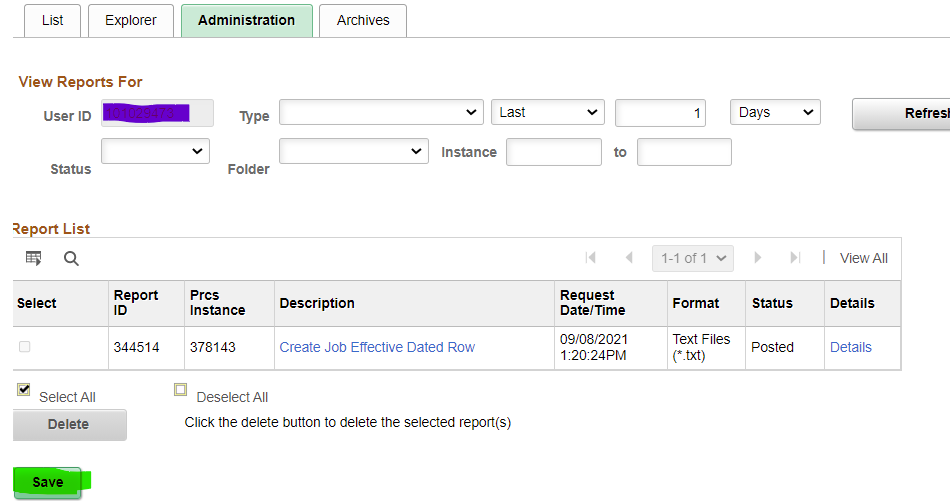 List Explorer Administration Archives
View Reports For
User ID Type Last 1 Days Refresh
Status Folder Instance to
Report List
1-1 of 1 View All
Select Report ID Prcs Instance Description Request Date/Time Format Status Details
344514 378143 Create Job Effective Dated Row 09/08/2021 1:20:24PM Text Files (*.txt) Posted Details
Select All Deselect All
Delete Click the delete button to delete the selected report(s)
Save